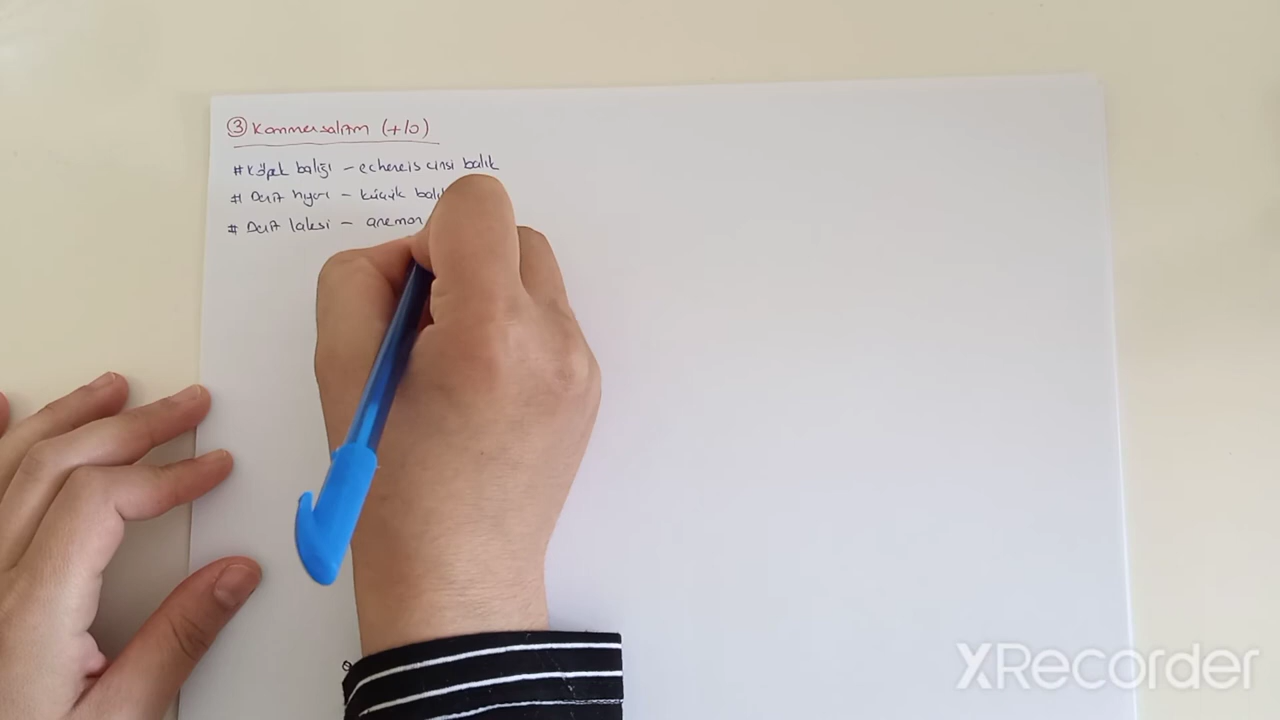 ③ Kommensalizm (+/0)
# Köpek balığı - echeneis cinsi balık
# Deniz hıyarı - küçük balık
# Deniz lalesi - anemon
XRecorder